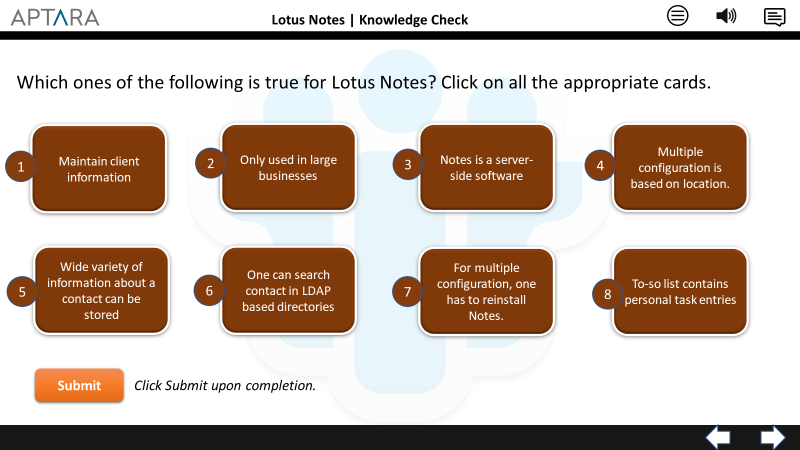 APTARA
Lotus Notes | Knowledge Check
Which ones of the following is true for Lotus Notes? Click on all the appropriate cards.
1
Maintain client
information
2
Only used in large
businesses
3
Notes is a server-
side software
4
Multiple
configuration is
based on location.
5
Wide variety of
information about a
contact can be
stored
6
One can search
contact in LDAP
based directories
7
For multiple
configuration, one
has to reinstall
Notes.
8
To-so list contains
personal task entries
Submit
Click Submit upon completion.